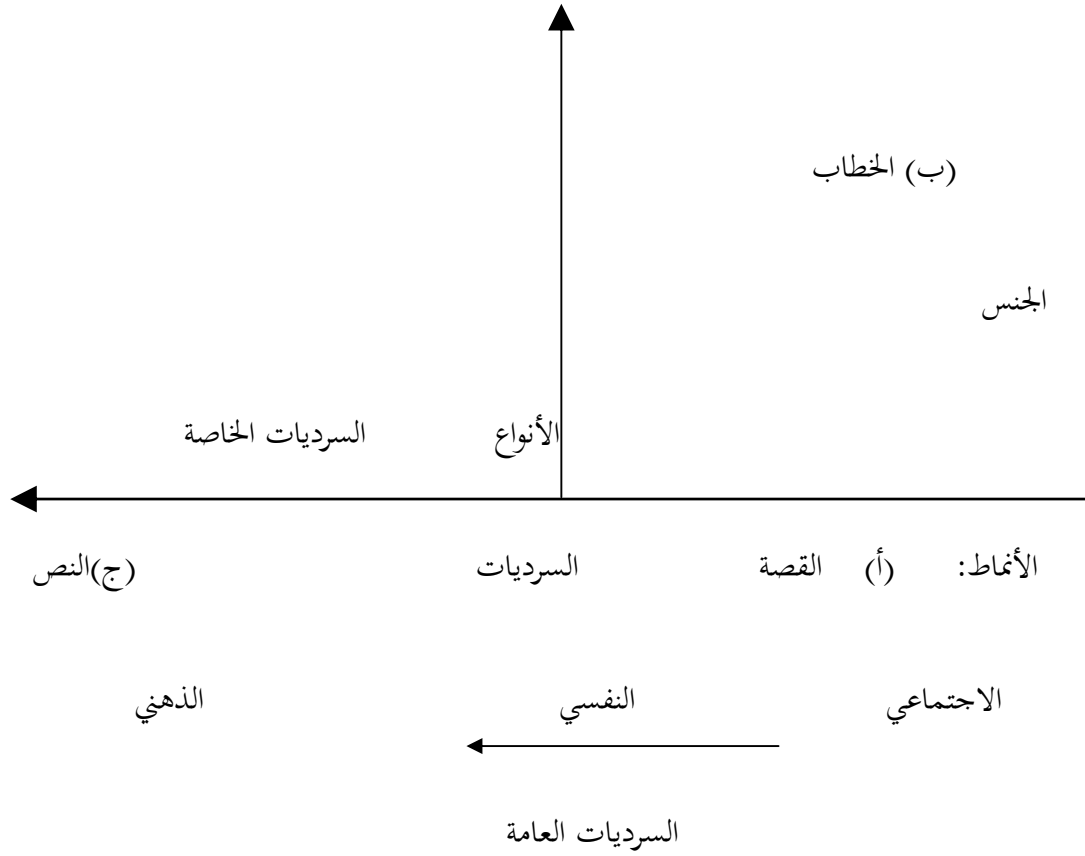 (ب) الخطاب
الجنس
الأنواع السرديات الخاصة
الأنماط: (أ) القصة السرديات (ج)النص
الاجتماعي النفسي الذهني
السرديات العامة